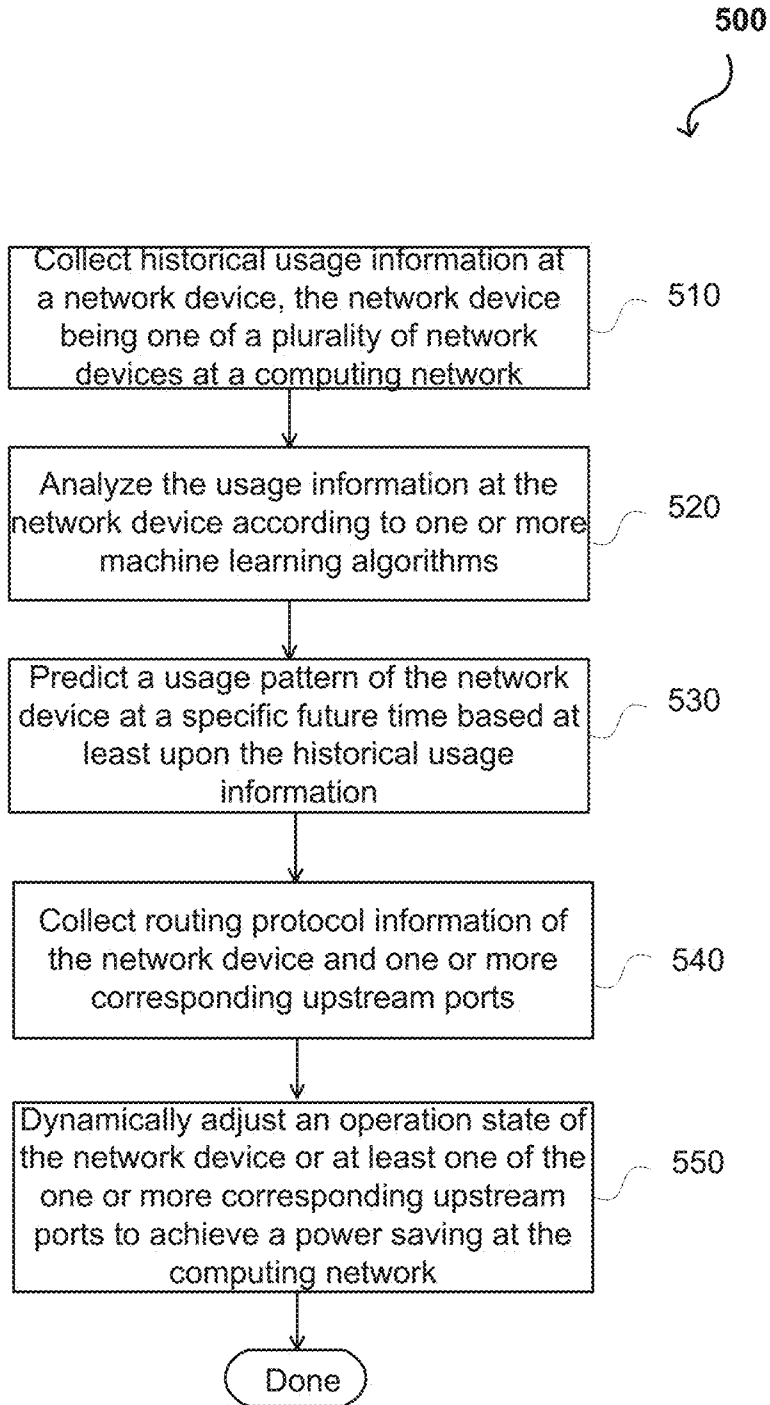 500
Collect historical usage information at
a network device, the network device
being one of a plurality of network
devices at a computing network
510
Analyze the usage information at the
network device according to one or more
machine learning algorithms
520
Predict a usage pattern of the network
device at a specific future time based at
least upon the historical usage
information
530
Collect routing protocol information of
the network device and one or more
corresponding upstream ports
540
Dynamically adjust an operation state of
the network device or at least one of the
one or more corresponding upstream
ports to achieve a power saving at the
computing network
550
Done